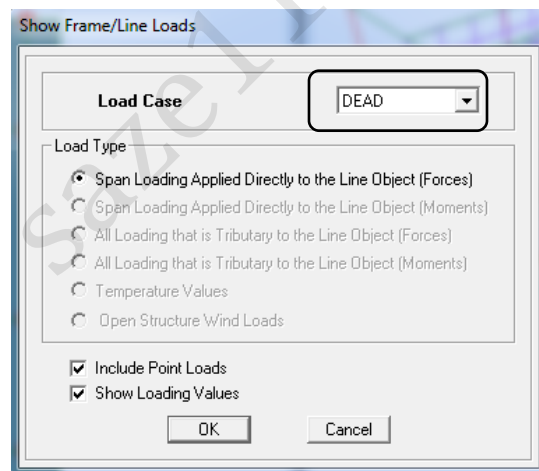 Show Frame/Line Loads
Load Case
DEAD
Load Type
Span Loading Applied Directly to the Line Object (Forces)
Span Loading Applied Directly to the Line Object (Moments)
All Loading that is Tributary to the Line Object (Forces)
All Loading that is Tributary to the Line Object (Moments)
Temperature Values
Open Structure Wind Loads
Include Point Loads
Show Loading Values
OK
Cancel